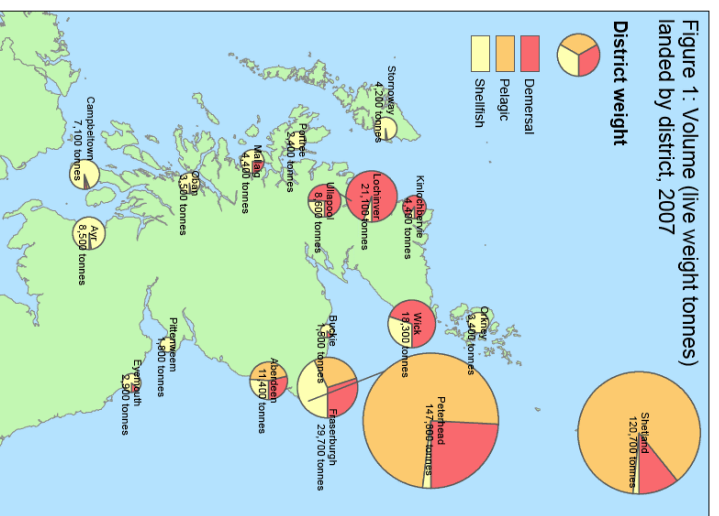 Figure 1: Volume (live weight tonnes)
landed by district, 2007
District weight
Demersal
Pelagic
Shellfish
Shetland
120,700 tonnes
Orkney
3,400 tonnes
Stornoway
4,200 tonnes
Kinlochbervie
4,400 tonnes
Lochinver
21,100 tonnes
Wick
18,300 tonnes
Ullapool
8,600 tonnes
Portree
2,400 tonnes
Buckie
1,800 tonnes
Fraserburgh
29,700 tonnes
Peterhead
147,600 tonnes
Mallaig
4,400 tonnes
Aberdeen
11,400 tonnes
Oban
3,500 tonnes
Pittenweem
1,800 tonnes
Eyemouth
2,900 tonnes
Campbeltown
7,100 tonnes
Ayr
8,500 tonnes